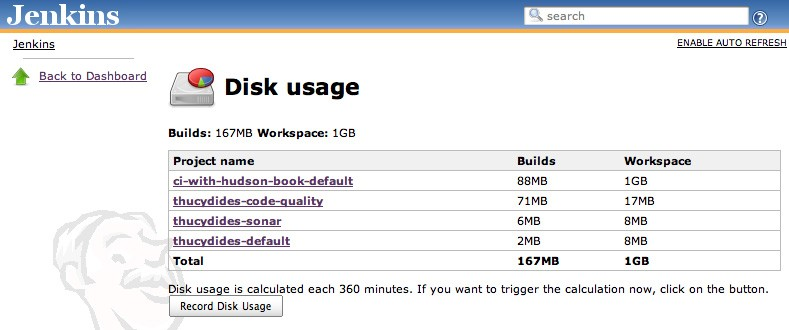 Jenkins
search
?
Jenkins
ENABLE AUTO REFRESH
Back to Dashboard
Disk usage
Builds: 167MB Workspace: 1GB
Project name Builds Workspace
ci-with-hudson-book-default 88MB 1GB
thucydides-code-quality 71MB 17MB
thucydides-sonar 6MB 8MB
thucydides-default 2MB 8MB
Total 167MB 1GB
Disk usage is calculated each 360 minutes. If you want to trigger the calculation now, click on the button.
Record Disk Usage